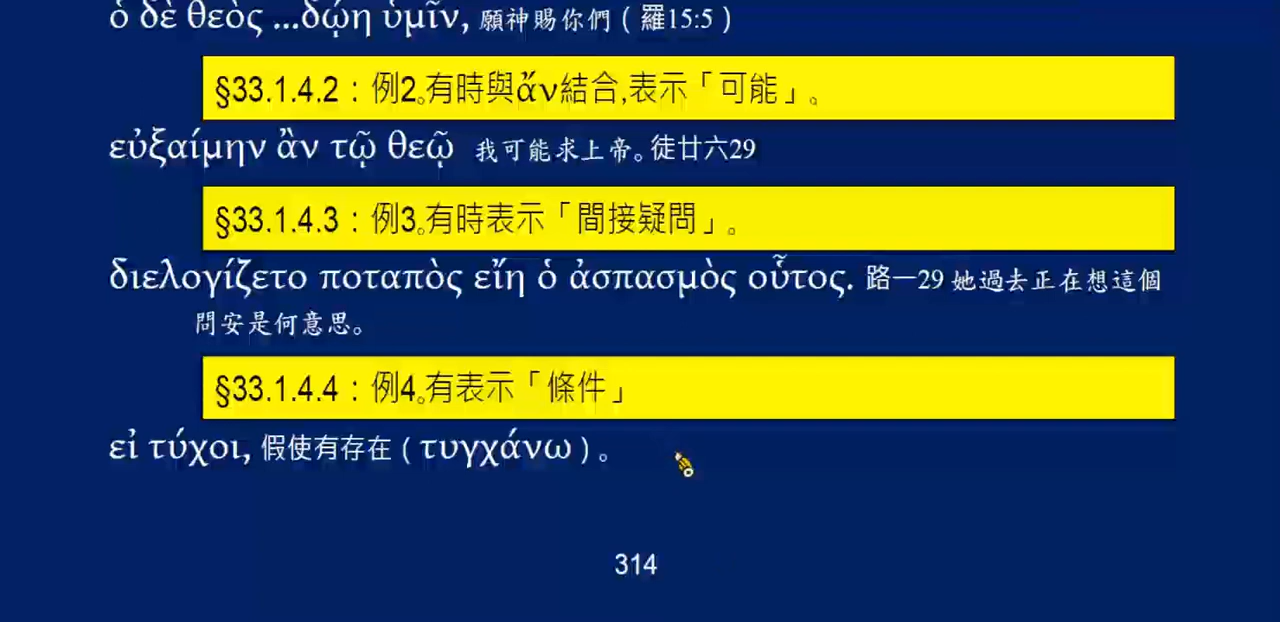 ὁ δὲ θεὸς ...δῴη ὑμῖν, 願神賜你們（羅15:5）
§33.1.4.2：例2。有時與ἄν結合,表示「可能」。
εὐξαίμην ἂν τῷ θεῷ 我可能求上帝。徒廿六29
§33.1.4.3：例3。有時表示「間接疑問」。
διελογίζετο ποταπὸς εἴη ὁ ἀσπασμὸς οὗτος. 路一29 她過去正在想這個
問安是何意思。
§33.1.4.4：例4。有表示「條件」
εἰ τύχοι, 假使有存在（τυγχάνω）。
314